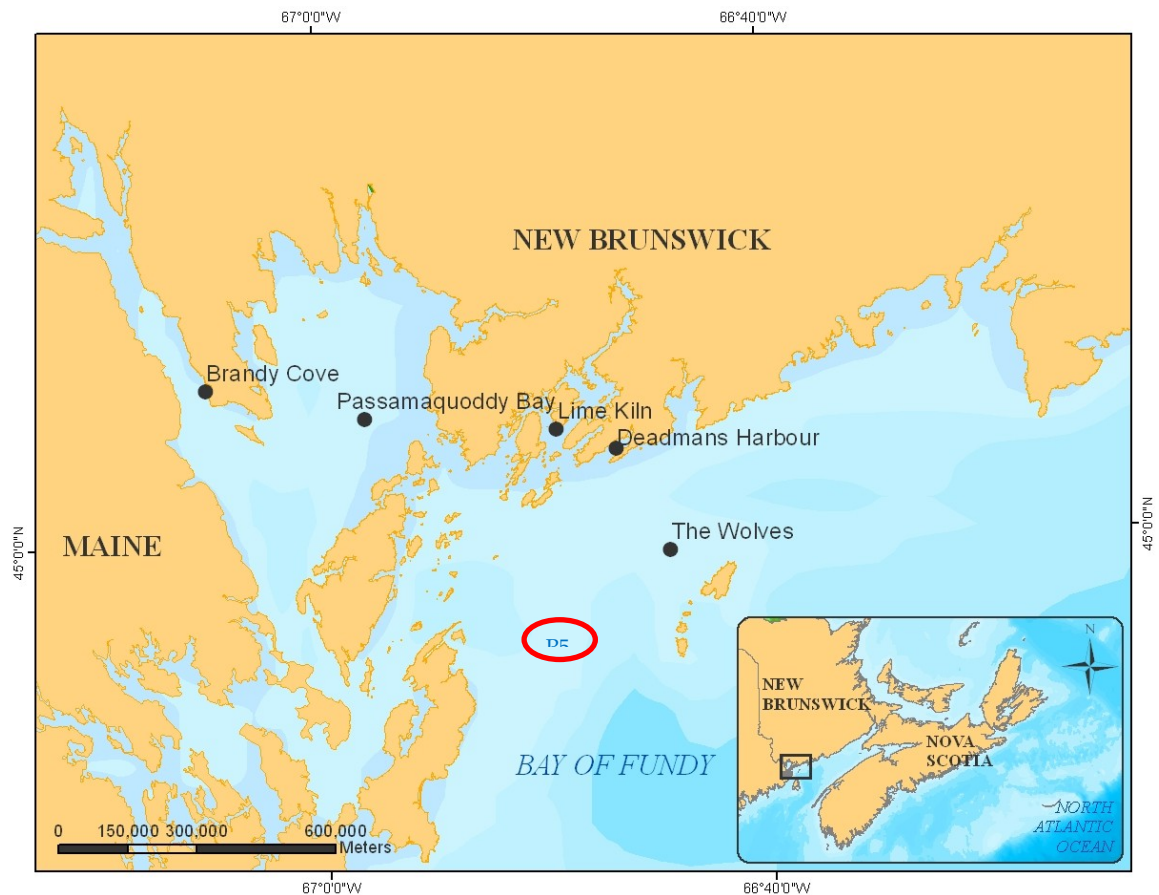 67°0'0"W
66°40'0"W
NEW BRUNSWICK
Brandy Cove
Passamaquoddy Bay
Lime Kiln
Deadmans Harbour
45°0'0"N
45°0'0"N
The Wolves
MAINE
BAY OF FUNDY
N
NEW
BRUNSWICK
NOVA
SCOTIA
NORTH
ATLANTIC
OCEAN
0 150,000 300,000 600,000
Meters
67°0'0"W
66°40'0"W